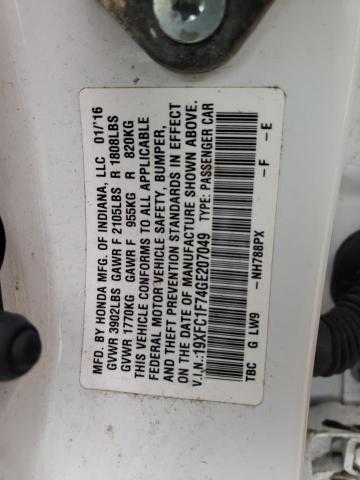 MFD. BY HONDA MFG. OF INDIANA, LLC 01/'16
GVWR 3902LBS GAWR F 2105LBS R 1808LBS
GVWR 1770KG GAWR F 955KG R 820KG
THIS VEHICLE CONFORMS TO ALL APPLICABLE
FEDERAL MOTOR VEHICLE SAFETY, BUMPER,
AND THEFT PREVENTION STANDARDS IN EFFECT
ON THE DATE OF MANUFACTURE SHOWN ABOVE.
V.I.N.: 19XFC1F74GE207049 TYPE: PASSENGER CAR
TBC G LW9 -NH788PX -F -E